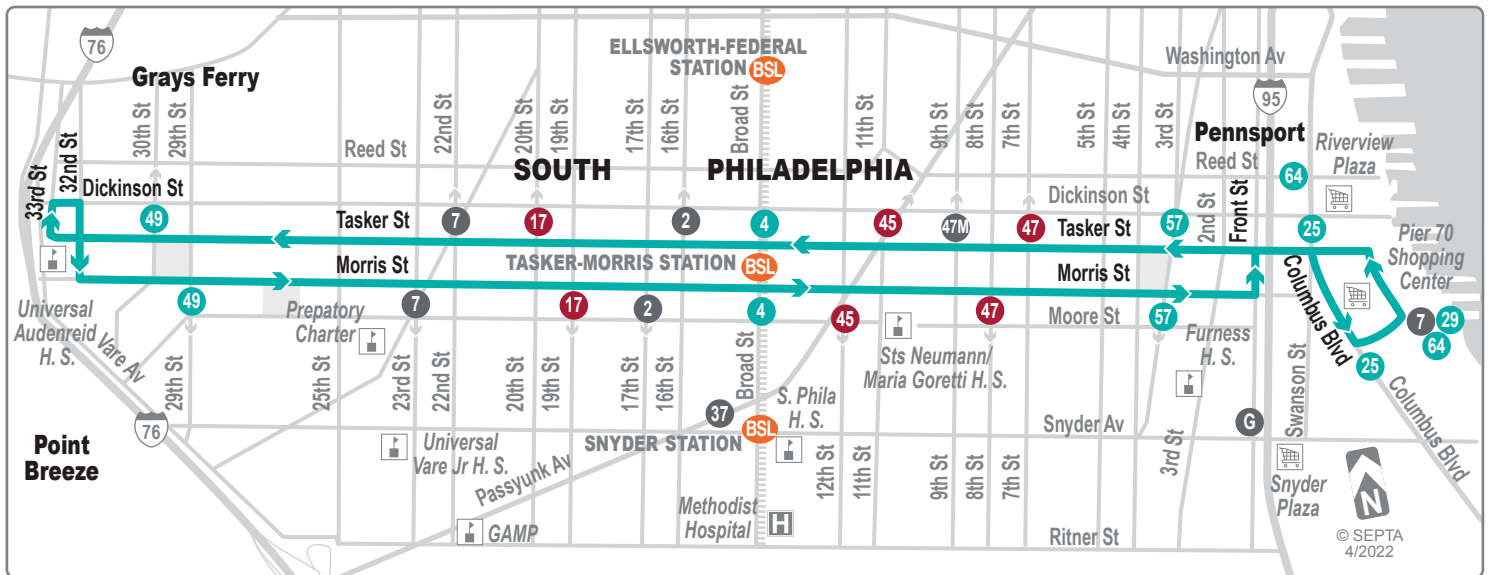 76
Grays Ferry
ELLSWORTH-FEDERAL
STATION
BSL
Washington Av
95
Pennsport
33rd St
32nd St
30th St
29th St
22nd St
20th St
19th St
17th St
16th St
Broad St
11th St
9th St
8th St
7th St
5th St
4th St
3rd St
2nd St
Front St
Reed St
SOUTH
PHILADELPHIA
Reed St
64
Riverview
Plaza
Dickinson St
Dickinson St
49
Tasker St
7
17
2
4
45
47M
47
Tasker St
57
25
Pier 70
Shopping
Center
Morris St
TASKER-MORRIS STATION
BSL
Morris St
Columbus Blvd
Universal
Audenreid
H. S.
Vare Av
49
Prepatory
Charter
7
17
2
4
45
Sts Neumann/
Maria Goretti H. S.
47
Moore St
57
Furness
H. S.
7
29
64
25
29th St
25th St
23rd St
22nd St
20th St
19th St
17th St
16th St
Broad St
S. Phila
H. S.
12th St
11th St
9th St
8th St
7th St
3rd St
Swanson St
Columbus Blvd
37
76
Point
Breeze
Universal
Vare Jr H. S.
Passyunk Av
SNYDER STATION
BSL
Snyder Av
G
Snyder
Plaza
N
GAMP
Methodist
Hospital
H
Ritner St
© SEPTA
4/2022